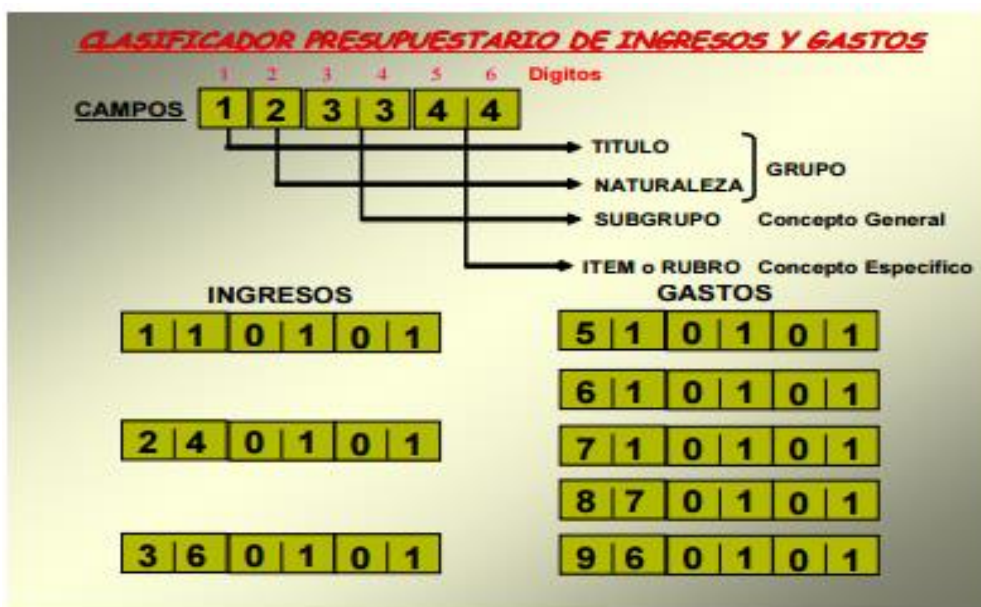 CLASIFICADOR PRESUPUESTARIO DE INGRESOS Y GASTOS
1 2 3 4 5 6 Dígitos
CAMPOS 1 2 3 3 4 4
TITULO
GRUPO
NATURALEZA
SUBGRUPO Concepto General
ITEM o RUBRO Concepto Específico
INGRESOS
1 1 0 1 0 1
2 4 0 1 0 1
3 6 0 1 0 1
GASTOS
5 1 0 1 0 1
6 1 0 1 0 1
7 1 0 1 0 1
8 7 0 1 0 1
9 6 0 1 0 1